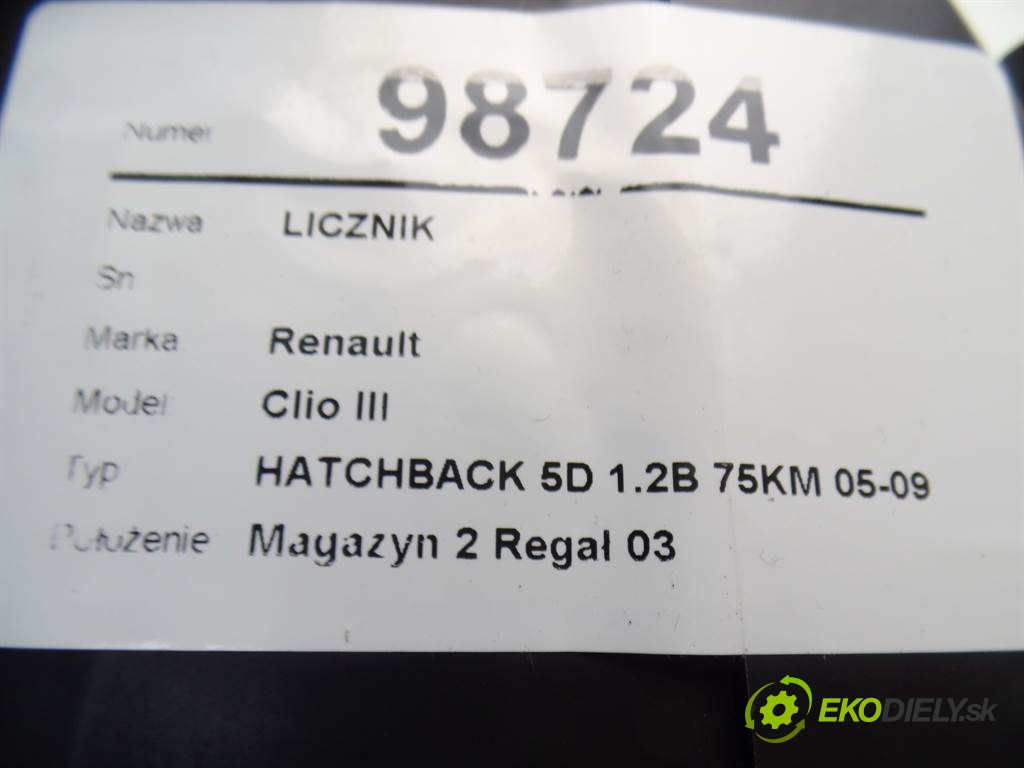 Numer 98724
Nazwa LICZNIK
Sn
Marka Renault
Model Clio III
Typ HATCHBACK 5D 1.2B 75KM 05-09
Położenie Magazyn 2 Regał 03
EKODIELY.sk